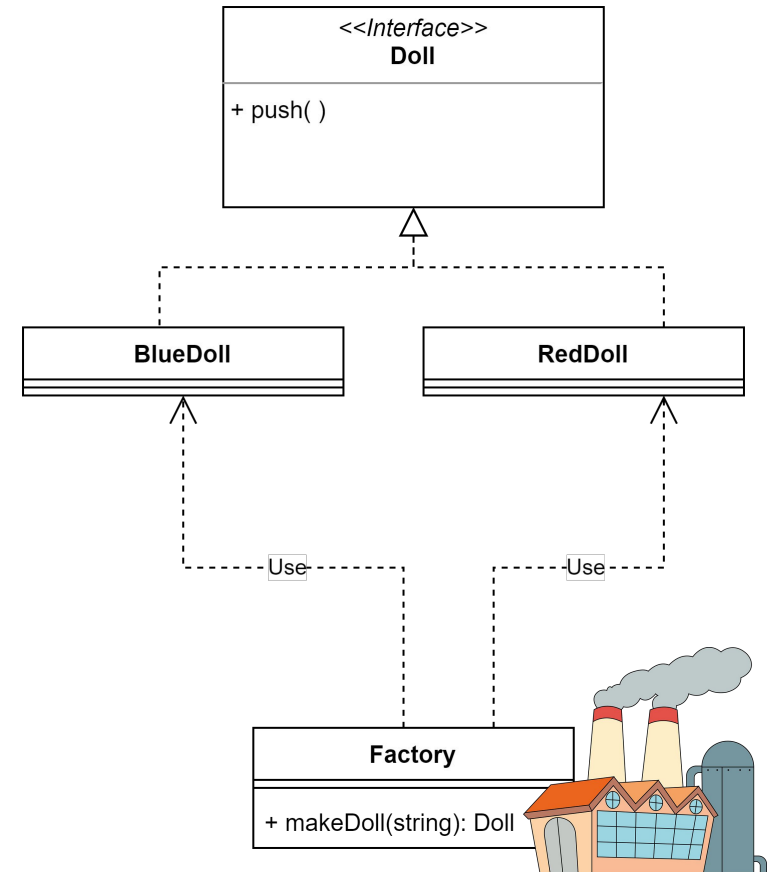 <<Interface>>
Doll
+ push( )
BlueDoll
RedDoll
Use
Use
Factory
+ makeDoll(string): Doll